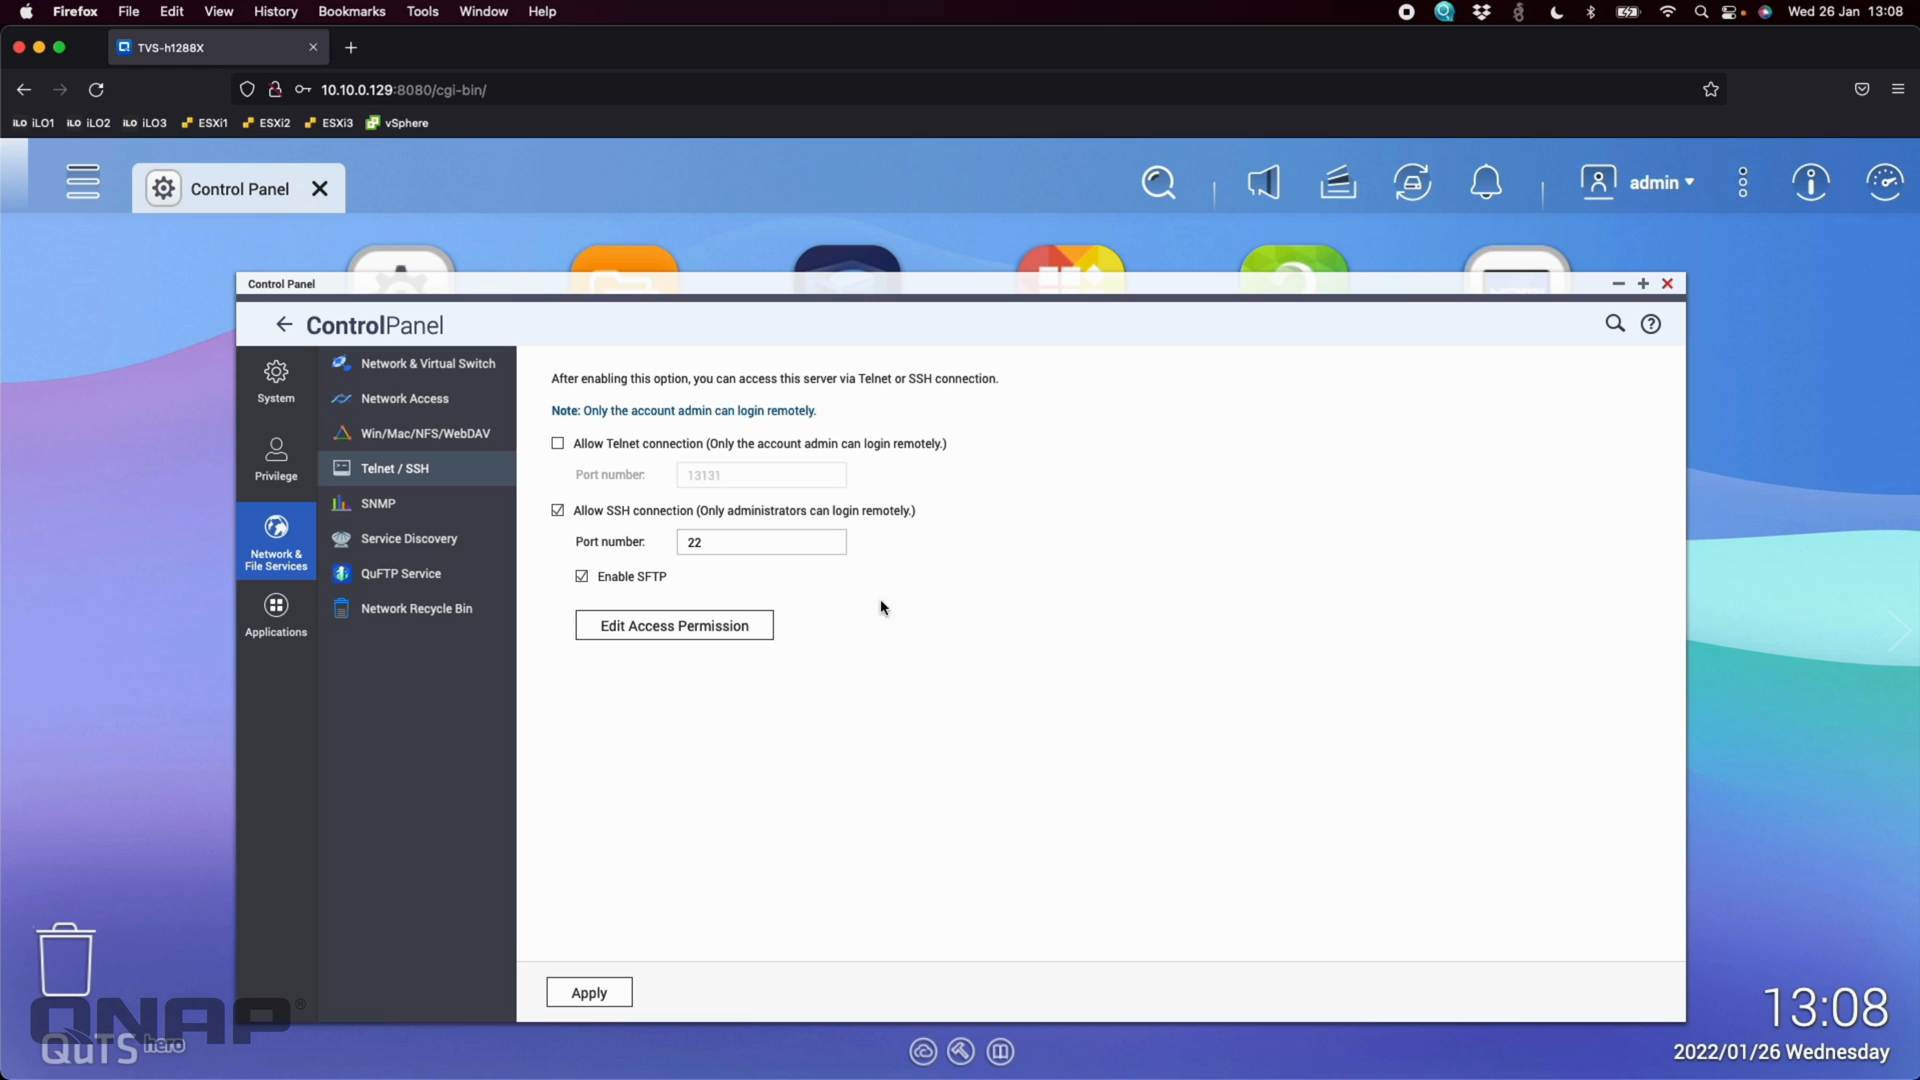 Firefox File Edit View History Bookmarks Tools Window Help
Wed 26 Jan 13:08
TVS-h1288X
10.10.0.129:8080/cgi-bin/
iLO iLO1 iLO iLO2 iLO iLO3 ESXi1 ESXi2 ESXi3 vSphere
Control Panel
admin
Control Panel
ControlPanel
System
Privilege
Network &
File Services
Applications
Network & Virtual Switch
Network Access
Win/Mac/NFS/WebDAV
Telnet / SSH
SNMP
Service Discovery
QuFTP Service
Network Recycle Bin
After enabling this option, you can access this server via Telnet or SSH connection.
Note: Only the account admin can login remotely.
Allow Telnet connection (Only the account admin can login remotely.)
Port number: 13131
Allow SSH connection (Only administrators can login remotely.)
Port number: 22
Enable SFTP
Edit Access Permission
Apply
QNAP®
QuTS hero
13:08
2022/01/26 Wednesday